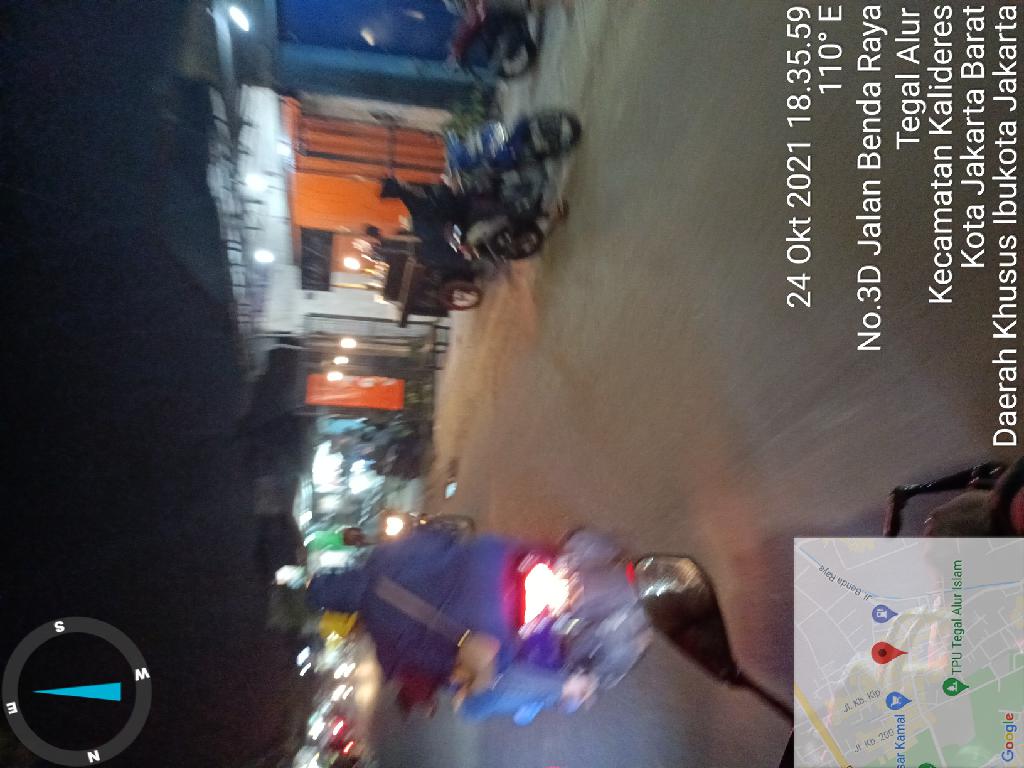 E
S
N
W
24 Okt 2021 18.35.59
110° E
No.3D Jalan Benda Raya
Tegal Alur
Kecamatan Kalideres
Kota Jakarta Barat
Daerah Khusus Ibukota Jakarta
Jl. Benda Raya
sar Kamal
TPU Tegal Alur Islam
Google